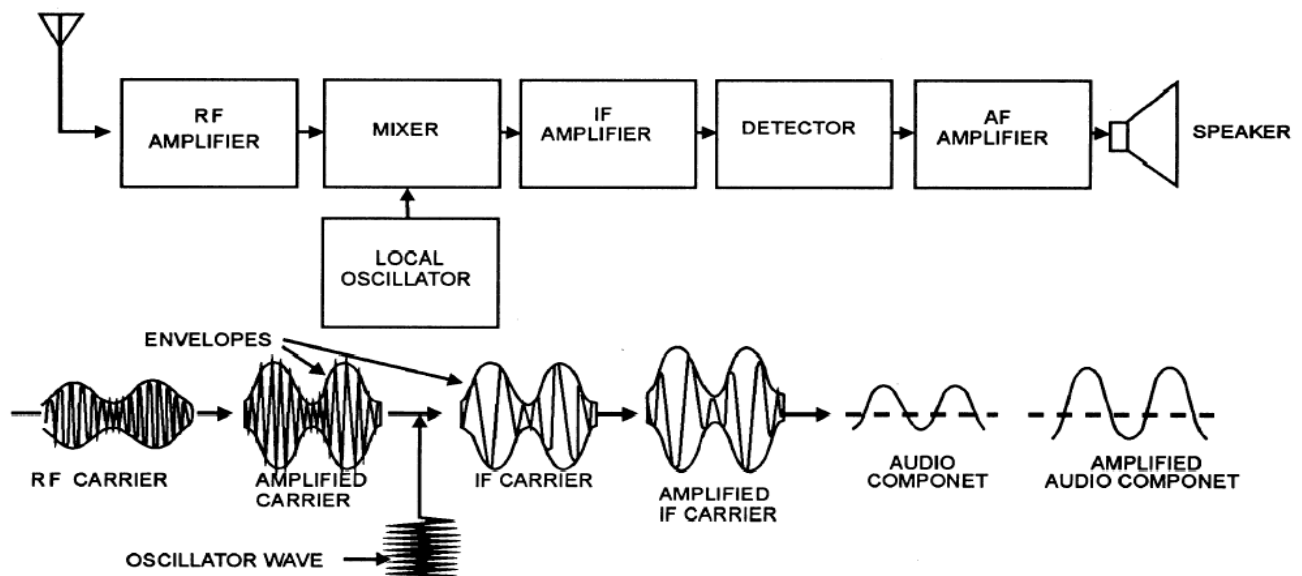 RF
AMPLIFIER
MIXER
IF
AMPLIFIER
DETECTOR
AF
AMPLIFIER
SPEAKER
LOCAL
OSCILLATOR
ENVELOPES
RF CARRIER
AMPLIFIED
CARRIER
IF CARRIER
AMPLIFIED
IF CARRIER
AUDIO
COMPONET
AMPLIFIED
AUDIO COMPONET
OSCILLATOR WAVE